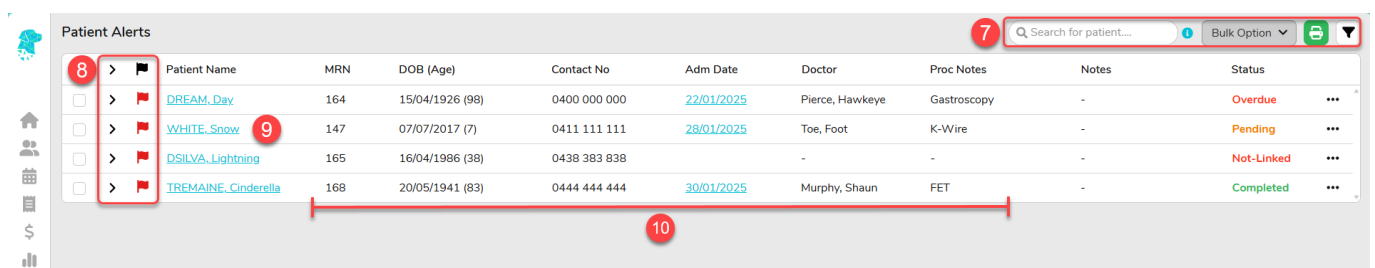 Patient Alerts 7 Search for patient.... i Bulk Option
8 Patient Name MRN DOB (Age) Contact No Adm Date Doctor Proc Notes Notes Status
DREAM, Day 164 15/04/1926 (98) 0400 000 000 22/01/2025 Pierce, Hawkeye Gastroscopy - Overdue •••
WHITE, Snow 9 147 07/07/2017 (7) 0411 111 111 28/01/2025 Toe, Foot K-Wire - Pending •••
DSILVA, Lightning 165 16/04/1986 (38) 0438 383 838 - - - Not-Linked •••
TREMAINE, Cinderella 168 20/05/1941 (83) 0444 444 444 30/01/2025 Murphy, Shaun FET - Completed •••
10
$